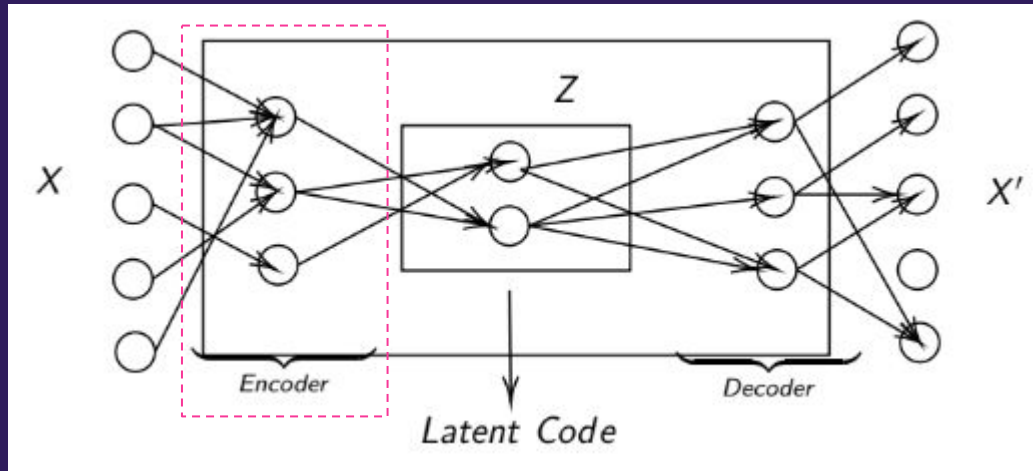 Z
X
X′
Encoder
Decoder
Latent Code